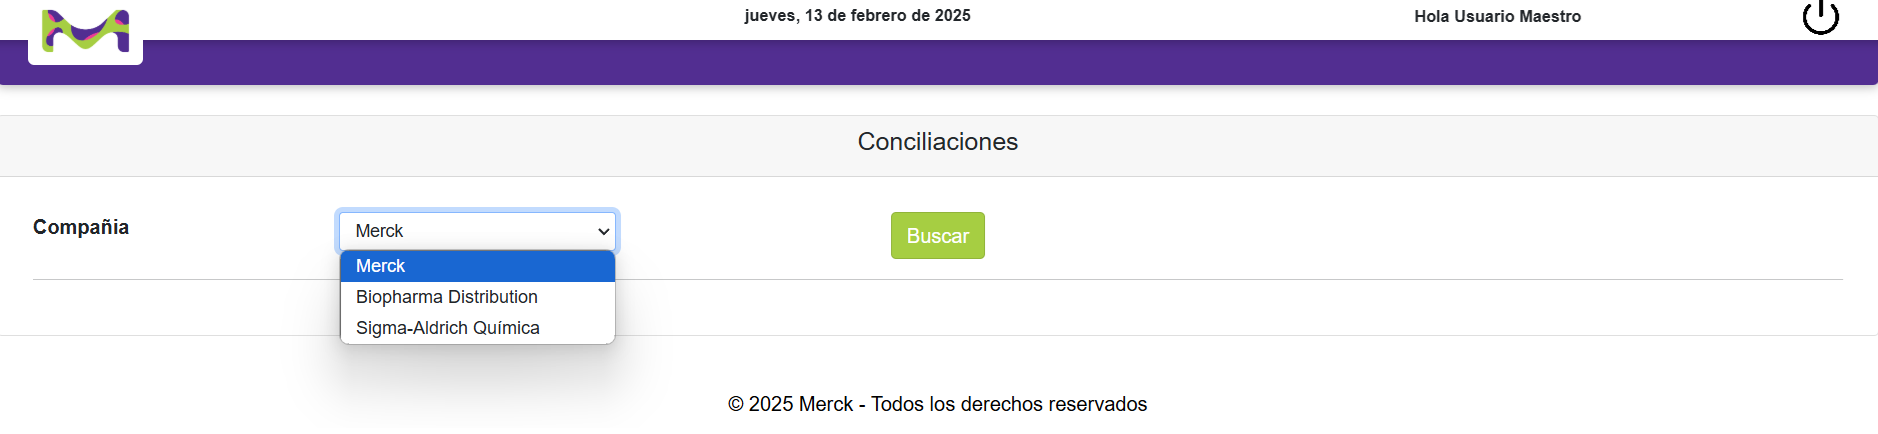 jueves, 13 de febrero de 2025
Hola Usuario Maestro
Conciliaciones
Compañia
Merck
Buscar
Merck
Biopharma Distribution
Sigma-Aldrich Química
© 2025 Merck - Todos los derechos reservados